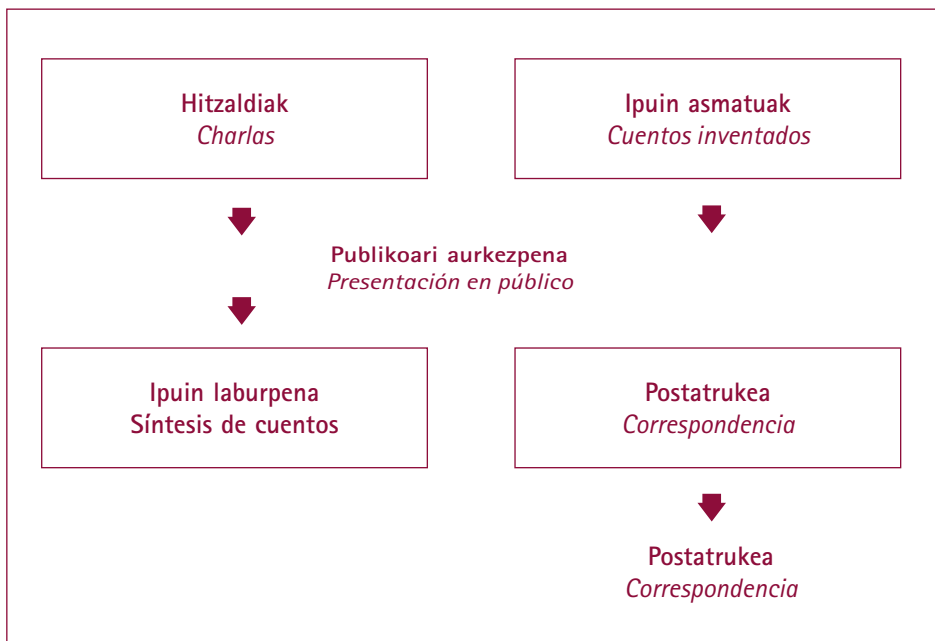 Hitzaldiak
Charlas
Ipuin asmatuak
Cuentos inventados
Publikoari aurkezpena
Presentación en público
Ipuin laburpena
Síntesis de cuentos
Postatrukea
Correspondencia
Postatrukea
Correspondencia